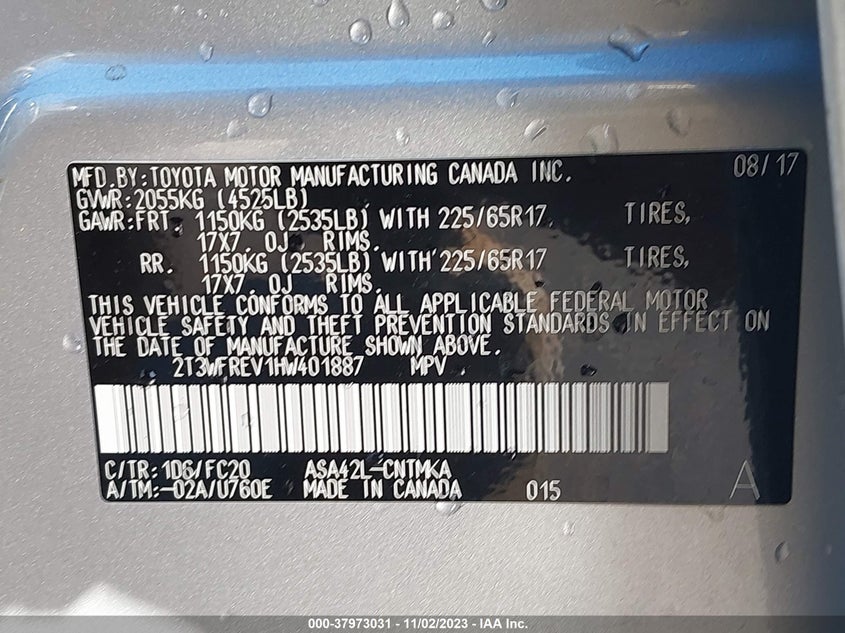 MFD.BY:TOYOTA MOTOR MANUFACTURING CANADA INC. 08/17
GVWR:2055KG (4525LB)
GAWR:FRT. 1150KG (2535LB) WITH 225/65R17 TIRES,
17X7.0J RIMS.
RR. 1150KG (2535LB) WITH 225/65R17 TIRES,
17X7.0J RIMS.
THIS VEHICLE CONFORMS TO ALL APPLICABLE FEDERAL MOTOR
VEHICLE SAFETY AND THEFT PREVENTION STANDARDS IN EFFECT ON
THE DATE OF MANUFACTURE SHOWN ABOVE.
2T3WFREV1HW401887 MPV
C/TR:1D6/FC20 ASA42L-CNTMKA
A/TM:-02A/U760E MADE IN CANADA 015 A
000-37973031 - 11/02/2023 - IAA Inc.